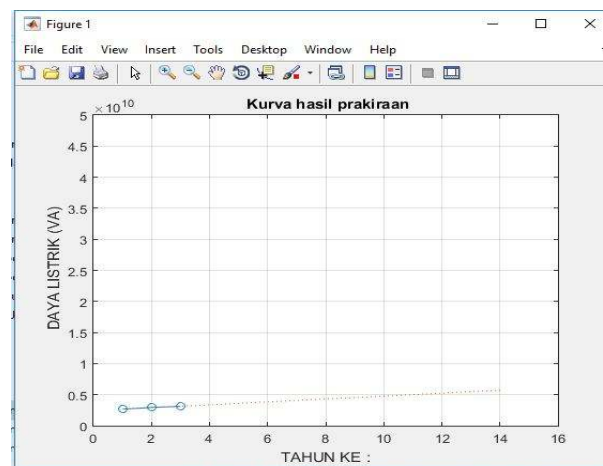 Figure 1
File Edit View Insert Tools Desktop Window Help
Kurva hasil prakiraan
×10^10
5
4.5
4
3.5
3
2.5
2
1.5
1
0.5
0
DAYA LISTRIK (VA)
0 2 4 6 8 10 12 14 16
TAHUN KE :